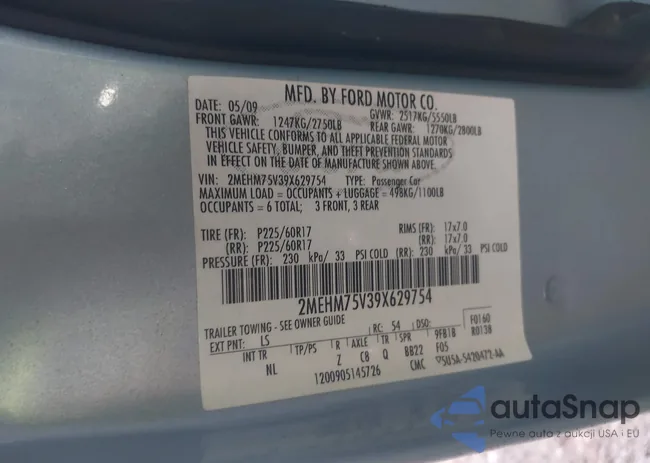 MFD. BY FORD MOTOR CO.
DATE: 05/09 GVWR: 2517KG/5550LB
FRONT GAWR: 1247KG/2750LB REAR GAWR: 1270KG/2800LB
THIS VEHICLE CONFORMS TO ALL APPLICABLE FEDERAL MOTOR
VEHICLE SAFETY, BUMPER, AND THEFT PREVENTION STANDARDS
IN EFFECT ON THE DATE OF MANUFACTURE SHOWN ABOVE.
VIN: 2MEHM75V39X629754 TYPE: Passenger Car
MAXIMUM LOAD = OCCUPANTS + LUGGAGE = 498KG/1100LB
OCCUPANTS = 6 TOTAL; 3 FRONT, 3 REAR
TIRE (FR): P225/60R17 RIMS (FR): 17x7.0
(RR): P225/60R17 (RR): 17x7.0
PRESSURE (FR): 230 kPa/ 33 PSI COLD (RR): 230 kPa/ 33 PSI COLD
2MEHM75V39X629754
TRAILER TOWING - SEE OWNER GUIDE
EXT PNT: LS RC: 54 DSO: F0160
INT TR TP/PS R AXLE TR SPR 9F818 R0138
NL Z C8 Q BB22 F05
1200905145726 CMC 5U5A-5420472-AA
autaSnap
Pewne auta z aukcji USA i EU